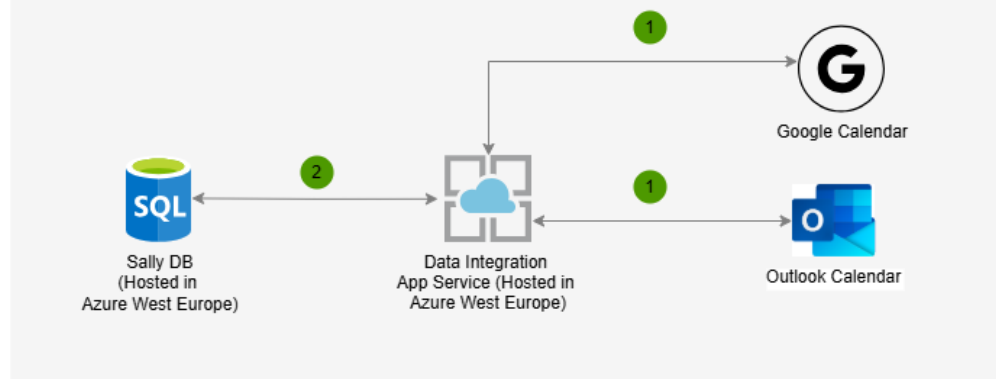 1
G
Google Calendar
2
1
SQL
O
Sally DB
(Hosted in
Azure West Europe)
Data Integration
App Service (Hosted in
Azure West Europe)
Outlook Calendar